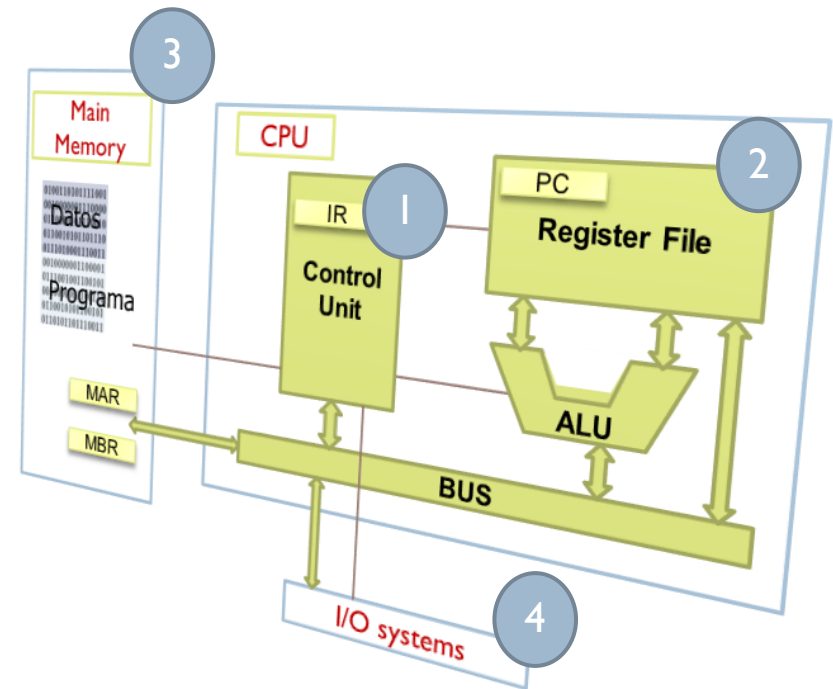 3
Main
Memory
Datos
Programa
MAR
MBR
CPU
IR
1
Control
Unit
PC
2
Register File
ALU
BUS
I/O systems
4